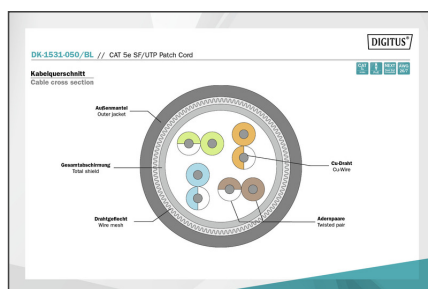 DIGITUS®
DK-1531-050/BL // CAT 5e SF/UTP Patch Cord
Kabelquerschnitt
Cable cross section
Außenmantel
Outer jacket
Gesamtabschirmung
Total shield
Drahtgeflecht
Wire mesh
Cu-Draht
Cu-Wire
Aderspaare
Twisted pair